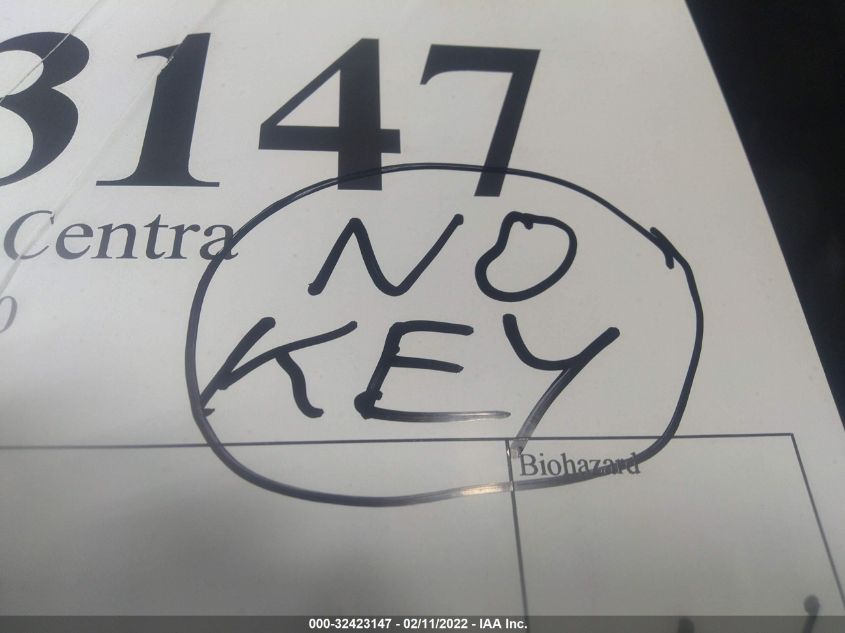 3147
Centra
NO
KEY
Biohazard
000-32423147 - 02/11/2022 - IAA Inc.